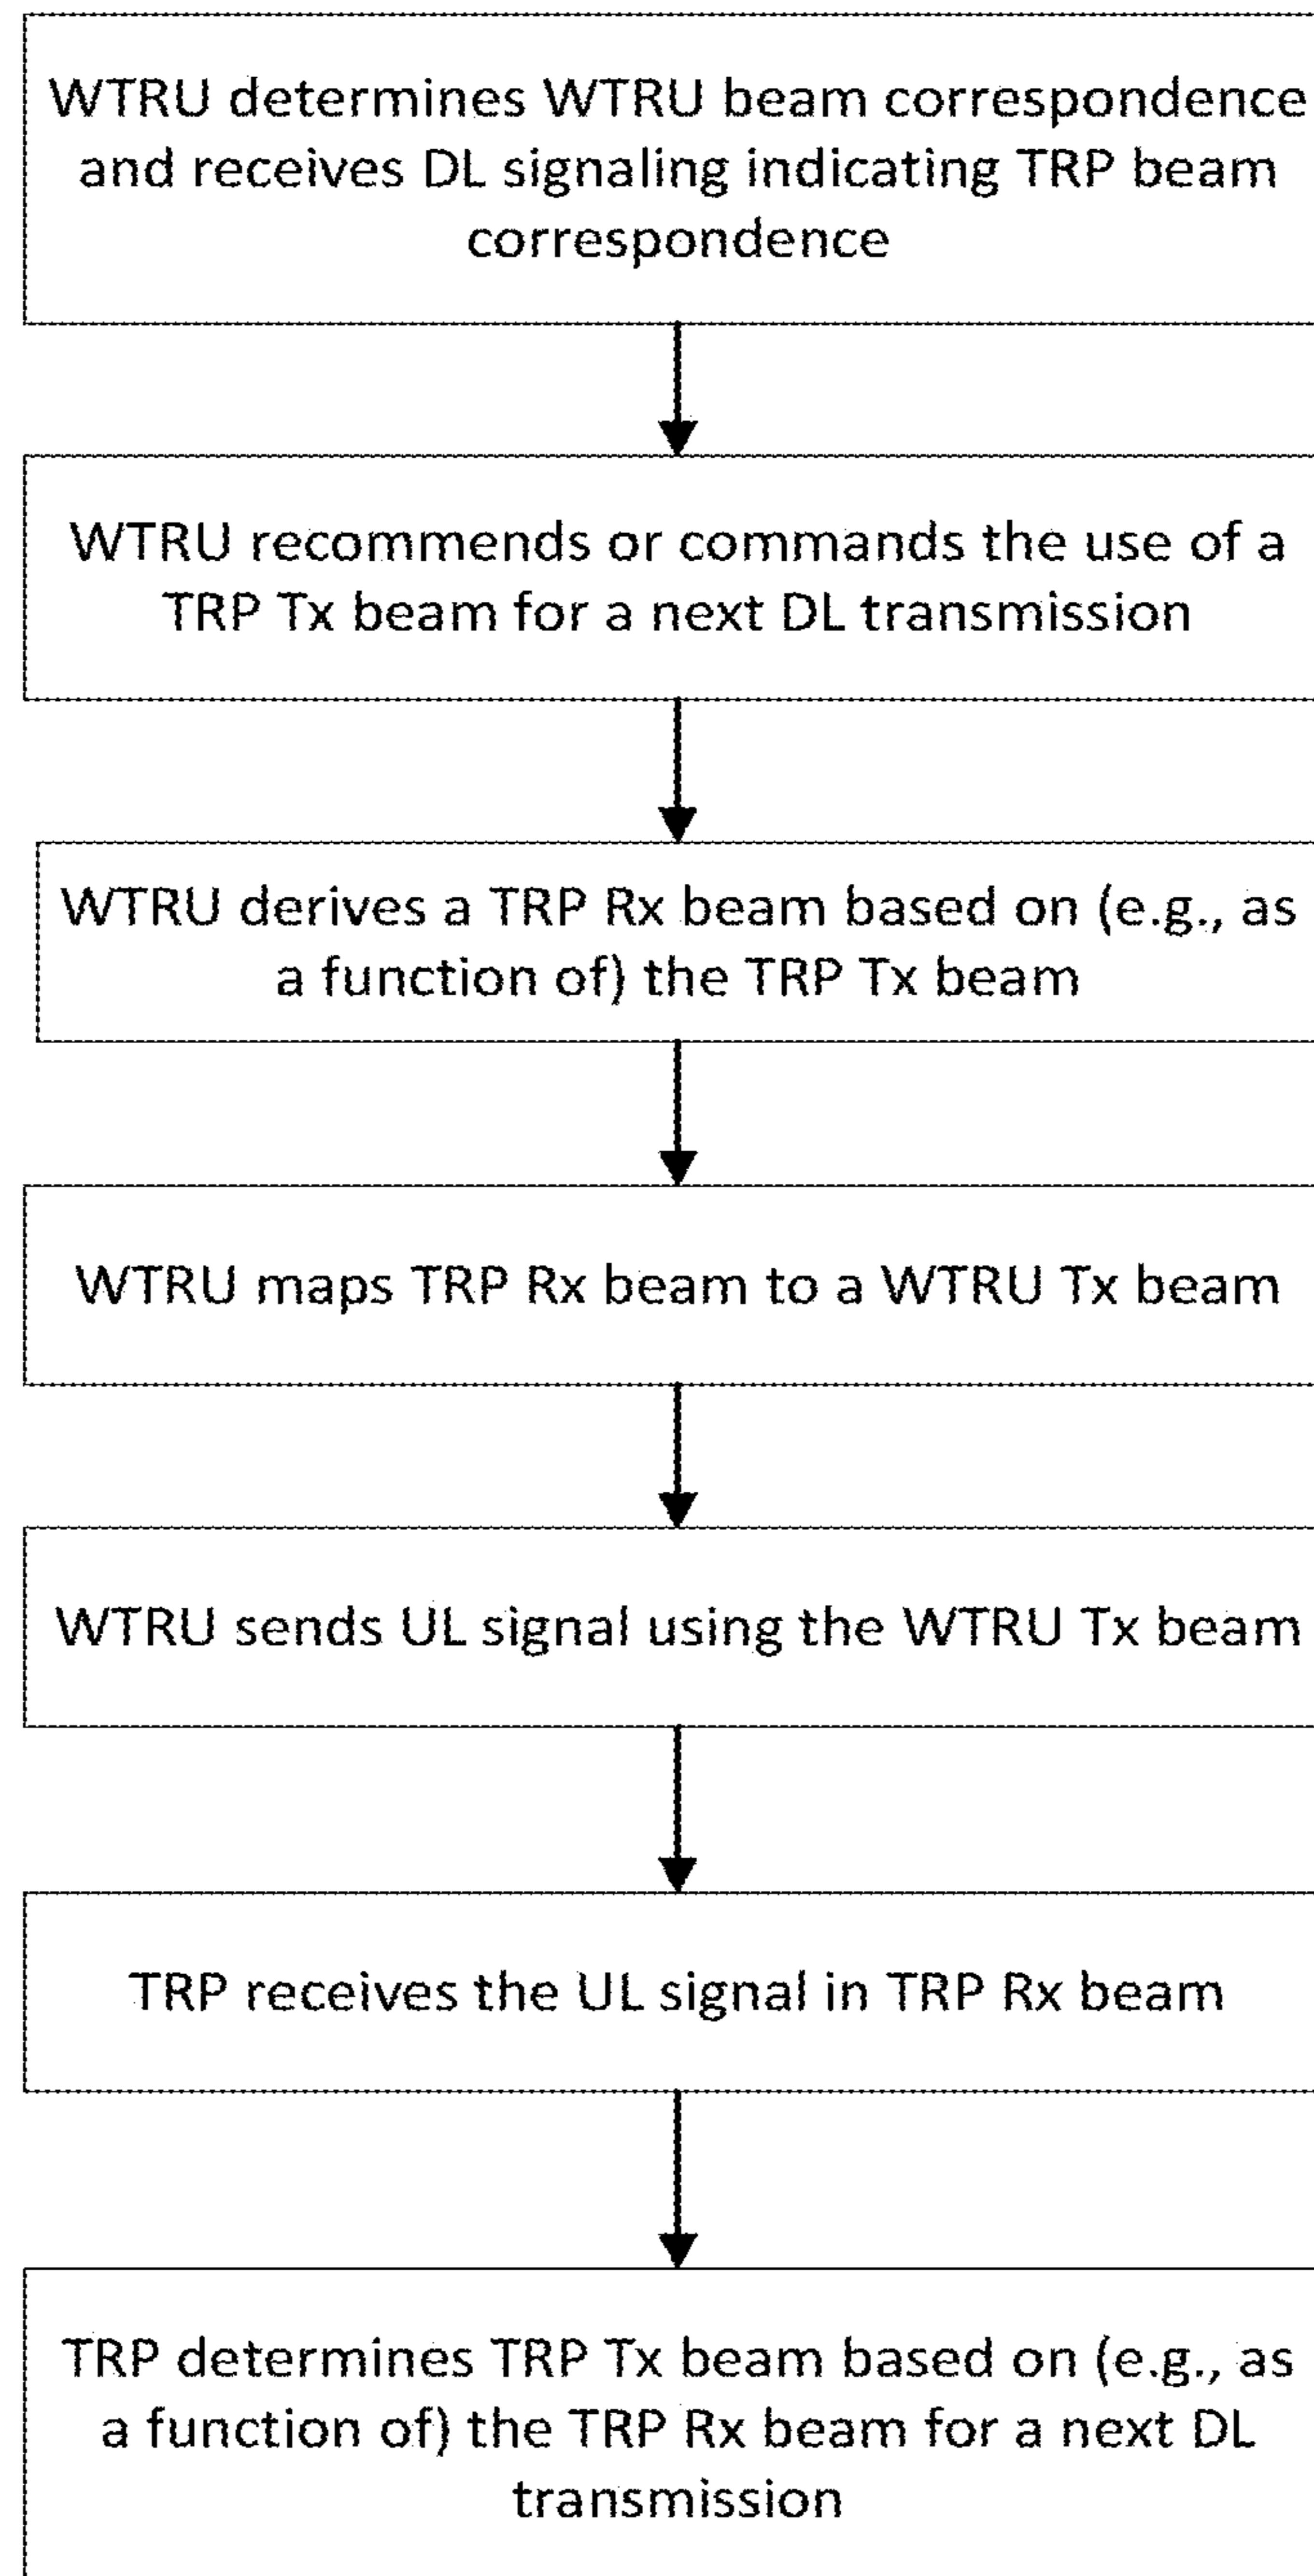 WTRU determines WTRU beam correspondence
and receives DL signaling indicating TRP beam
correspondence
WTRU recommends or commands the use of a
TRP Tx beam for a next DL transmission
WTRU derives a TRP Rx beam based on (e.g., as
a function of) the TRP Tx beam
WTRU maps TRP Rx beam to a WTRU Tx beam
WTRU sends UL signal using the WTRU Tx beam
TRP receives the UL signal in TRP Rx beam
TRP determines TRP Tx beam based on (e.g., as
a function of) the TRP Rx beam for a next DL
transmission